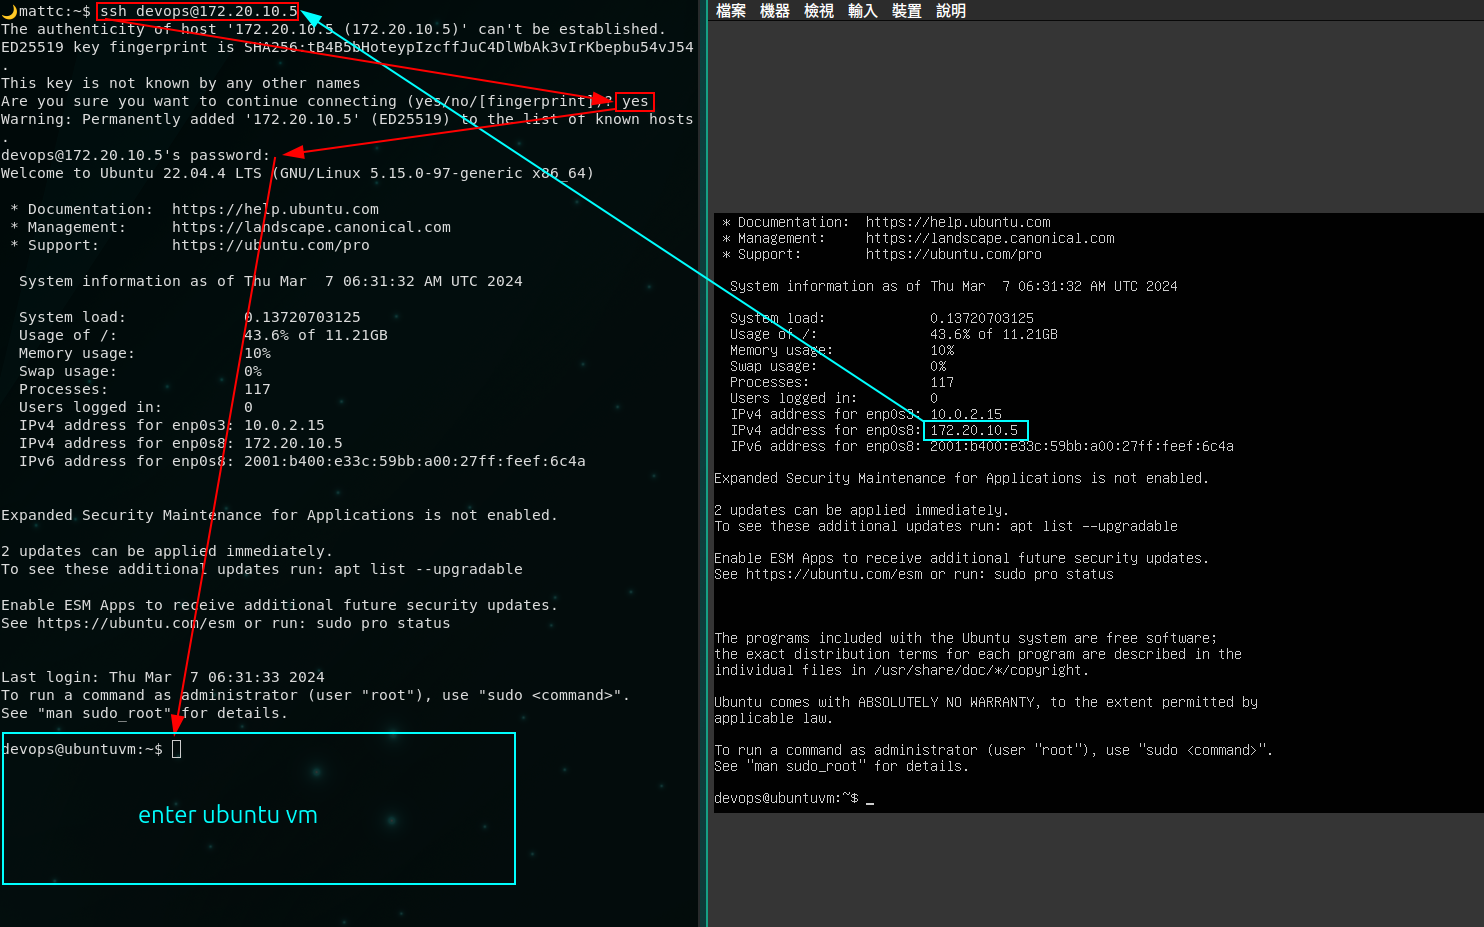 🌙mattc:~$ ssh devops@172.20.10.5
The authenticity of host '172.20.10.5 (172.20.10.5)' can't be established.
ED25519 key fingerprint is SHA256:tB4B5bHoteypIzcffJuC4DlWbAk3vIrKbepbu54vJ54
.
This key is not known by any other names
Are you sure you want to continue connecting (yes/no/[fingerprint])? yes
Warning: Permanently added '172.20.10.5' (ED25519) to the list of known hosts
.
devops@172.20.10.5's password:
Welcome to Ubuntu 22.04.4 LTS (GNU/Linux 5.15.0-97-generic x86_64)
* Documentation:  https://help.ubuntu.com
* Management:     https://landscape.canonical.com
* Support:        https://ubuntu.com/pro
System information as of Thu Mar  7 06:31:32 AM UTC 2024
System load:             0.13720703125
Usage of /:              43.6% of 11.21GB
Memory usage:            10%
Swap usage:              0%
Processes:               117
Users logged in:         0
IPv4 address for enp0s3: 10.0.2.15
IPv4 address for enp0s8: 172.20.10.5
IPv6 address for enp0s8: 2001:b400:e33c:59bb:a00:27ff:feef:6c4a
Expanded Security Maintenance for Applications is not enabled.
2 updates can be applied immediately.
To see these additional updates run: apt list --upgradable
Enable ESM Apps to receive additional future security updates.
See https://ubuntu.com/esm or run: sudo pro status
Last login: Thu Mar  7 06:31:33 2024
To run a command as administrator (user "root"), use "sudo <command>".
See "man sudo_root" for details.
devops@ubuntuvm:~$
enter ubuntu vm
檔案 機器 檢視 輸入 裝置 說明
* Documentation:  https://help.ubuntu.com
* Management:     https://landscape.canonical.com
* Support:        https://ubuntu.com/pro
System information as of Thu Mar  7 06:31:32 AM UTC 2024
System load:             0.13720703125
Usage of /:              43.6% of 11.21GB
Memory usage:            10%
Swap usage:              0%
Processes:               117
Users logged in:         0
IPv4 address for enp0s3: 10.0.2.15
IPv4 address for enp0s8: 172.20.10.5
IPv6 address for enp0s8: 2001:b400:e33c:59bb:a00:27ff:feef:6c4a
Expanded Security Maintenance for Applications is not enabled.
2 updates can be applied immediately.
To see these additional updates run: apt list --upgradable
Enable ESM Apps to receive additional future security updates.
See https://ubuntu.com/esm or run: sudo pro status
The programs included with the Ubuntu system are free software;
the exact distribution terms for each program are described in the
individual files in /usr/share/doc/*/copyright.
Ubuntu comes with ABSOLUTELY NO WARRANTY, to the extent permitted by
applicable law.
To run a command as administrator (user "root"), use "sudo <command>".
See "man sudo_root" for details.
devops@ubuntuvm:~$ _